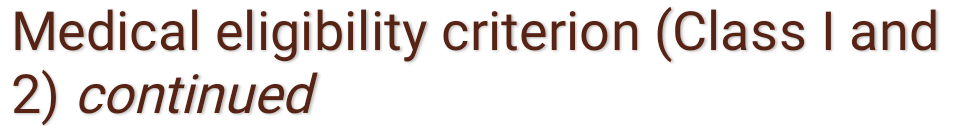 Medical eligibility criterion (Class I and
2) continued